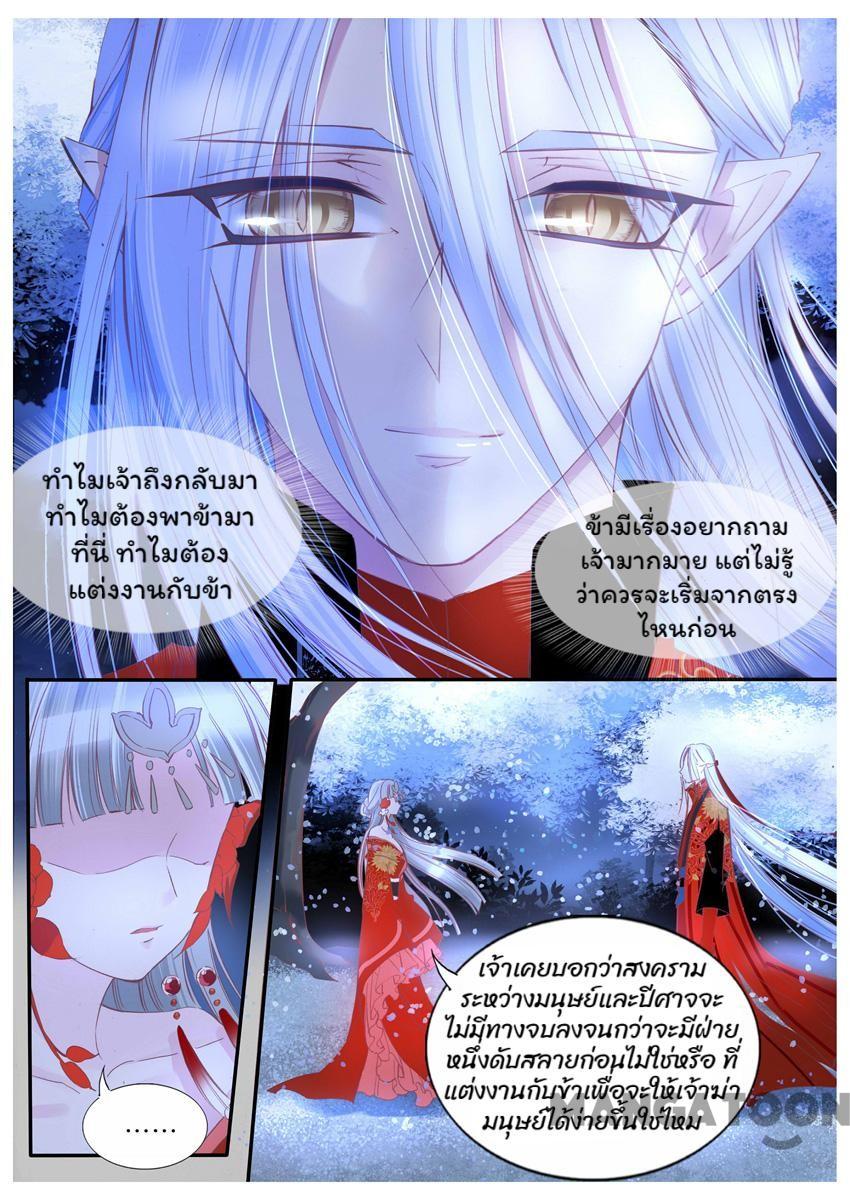 ทำไมเจ้าถึงกลับมา
ทำไมต้องพาข้ามา
ที่นี่ ทำไมต้อง
แต่งงานกับข้า
ข้ามีเรื่องอยากถาม
เจ้ามากมาย แต่ไม่รู้
ว่าควรจะเริ่มจากตรง
ไหนก่อน
......
เจ้าเคยบอกว่าสงคราม
ระหว่างมนุษย์และปีศาจจะ
ไม่มีทางจบลงจนกว่าจะมีฝ่าย
หนึ่งดับสลายก่อนไม่ใช่หรือ ที่
แต่งงานกับข้าเพื่อจะให้เจ้าฆ่า
มนุษย์ได้ง่ายขึ้นใช่ไหม
MANGATOON